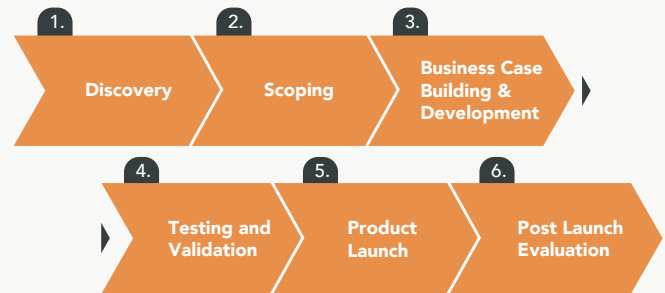 1.
Discovery
2.
Scoping
3.
Business Case
Building &
Development
4.
Testing and
Validation
5.
Product
Launch
6.
Post Launch
Evaluation